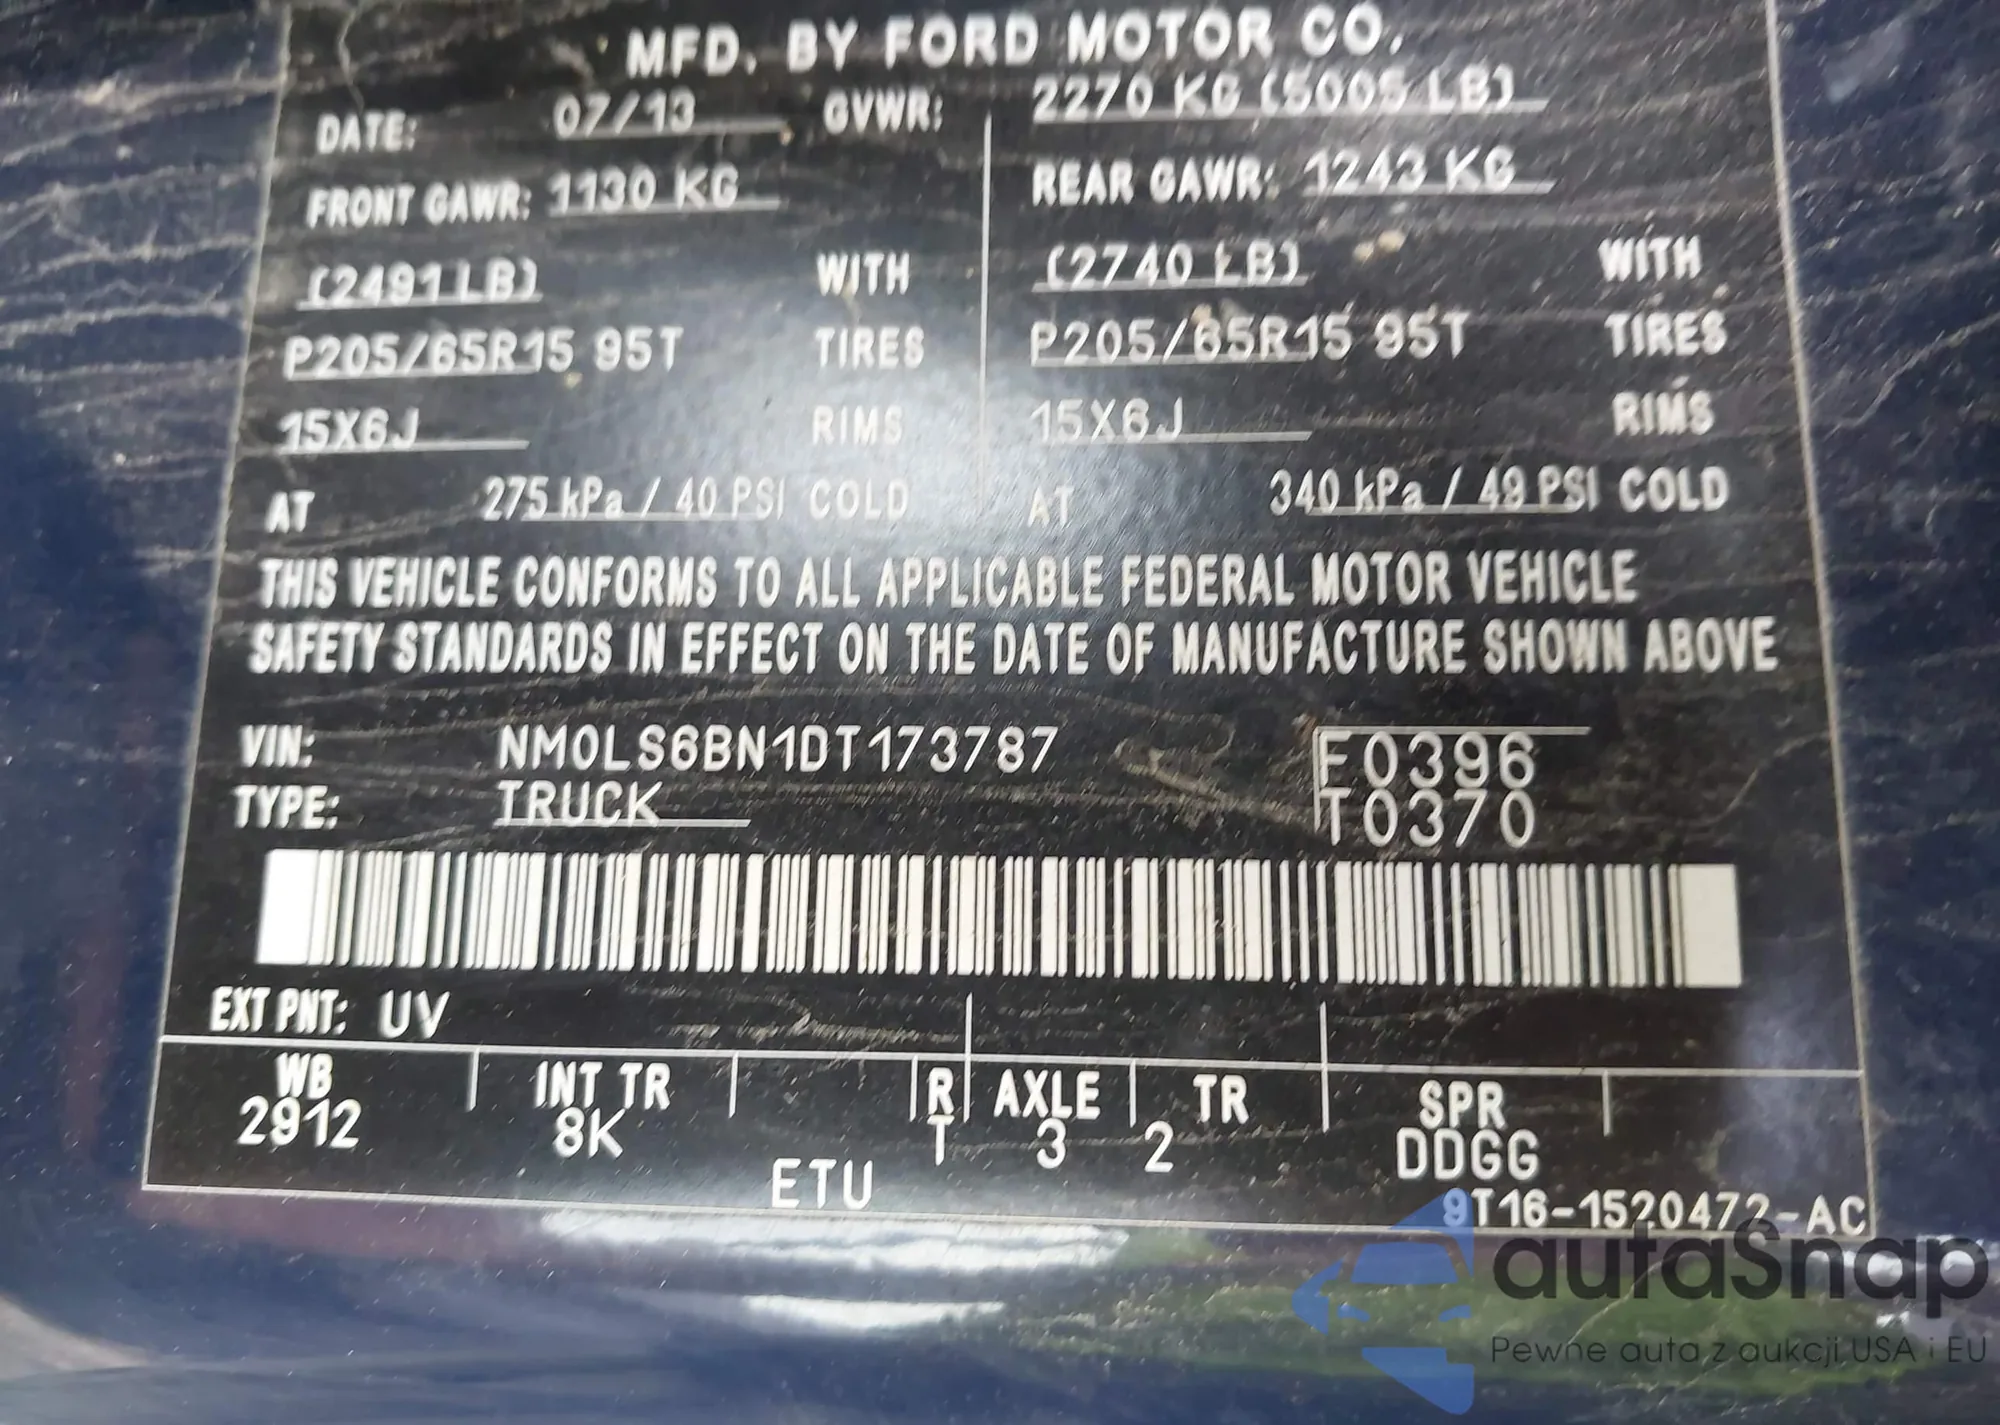 MFD. BY FORD MOTOR CO.
DATE: 07/13 GVWR: 2270 KG (5005 LB)
FRONT GAWR: 1130 KG REAR GAWR: 1243 KG
(2491 LB) WITH (2740 LB) WITH
P205/65R15 95T TIRES P205/65R15 95T TIRES
15X6J RIMS 15X6J RIMS
AT 275 kPa / 40 PSI COLD AT 340 kPa / 49 PSI COLD
THIS VEHICLE CONFORMS TO ALL APPLICABLE FEDERAL MOTOR VEHICLE
SAFETY STANDARDS IN EFFECT ON THE DATE OF MANUFACTURE SHOWN ABOVE
VIN: NM0LS6BN1DT173787 F0396
TYPE: TRUCK T0370
EXT PNT: UV
WB INT TR R AXLE TR SPR
2912 8K T 3 2 DDGG
ETU
9T16-1520472-AC
autaSnap
Pewne auta z aukcji USA i EU